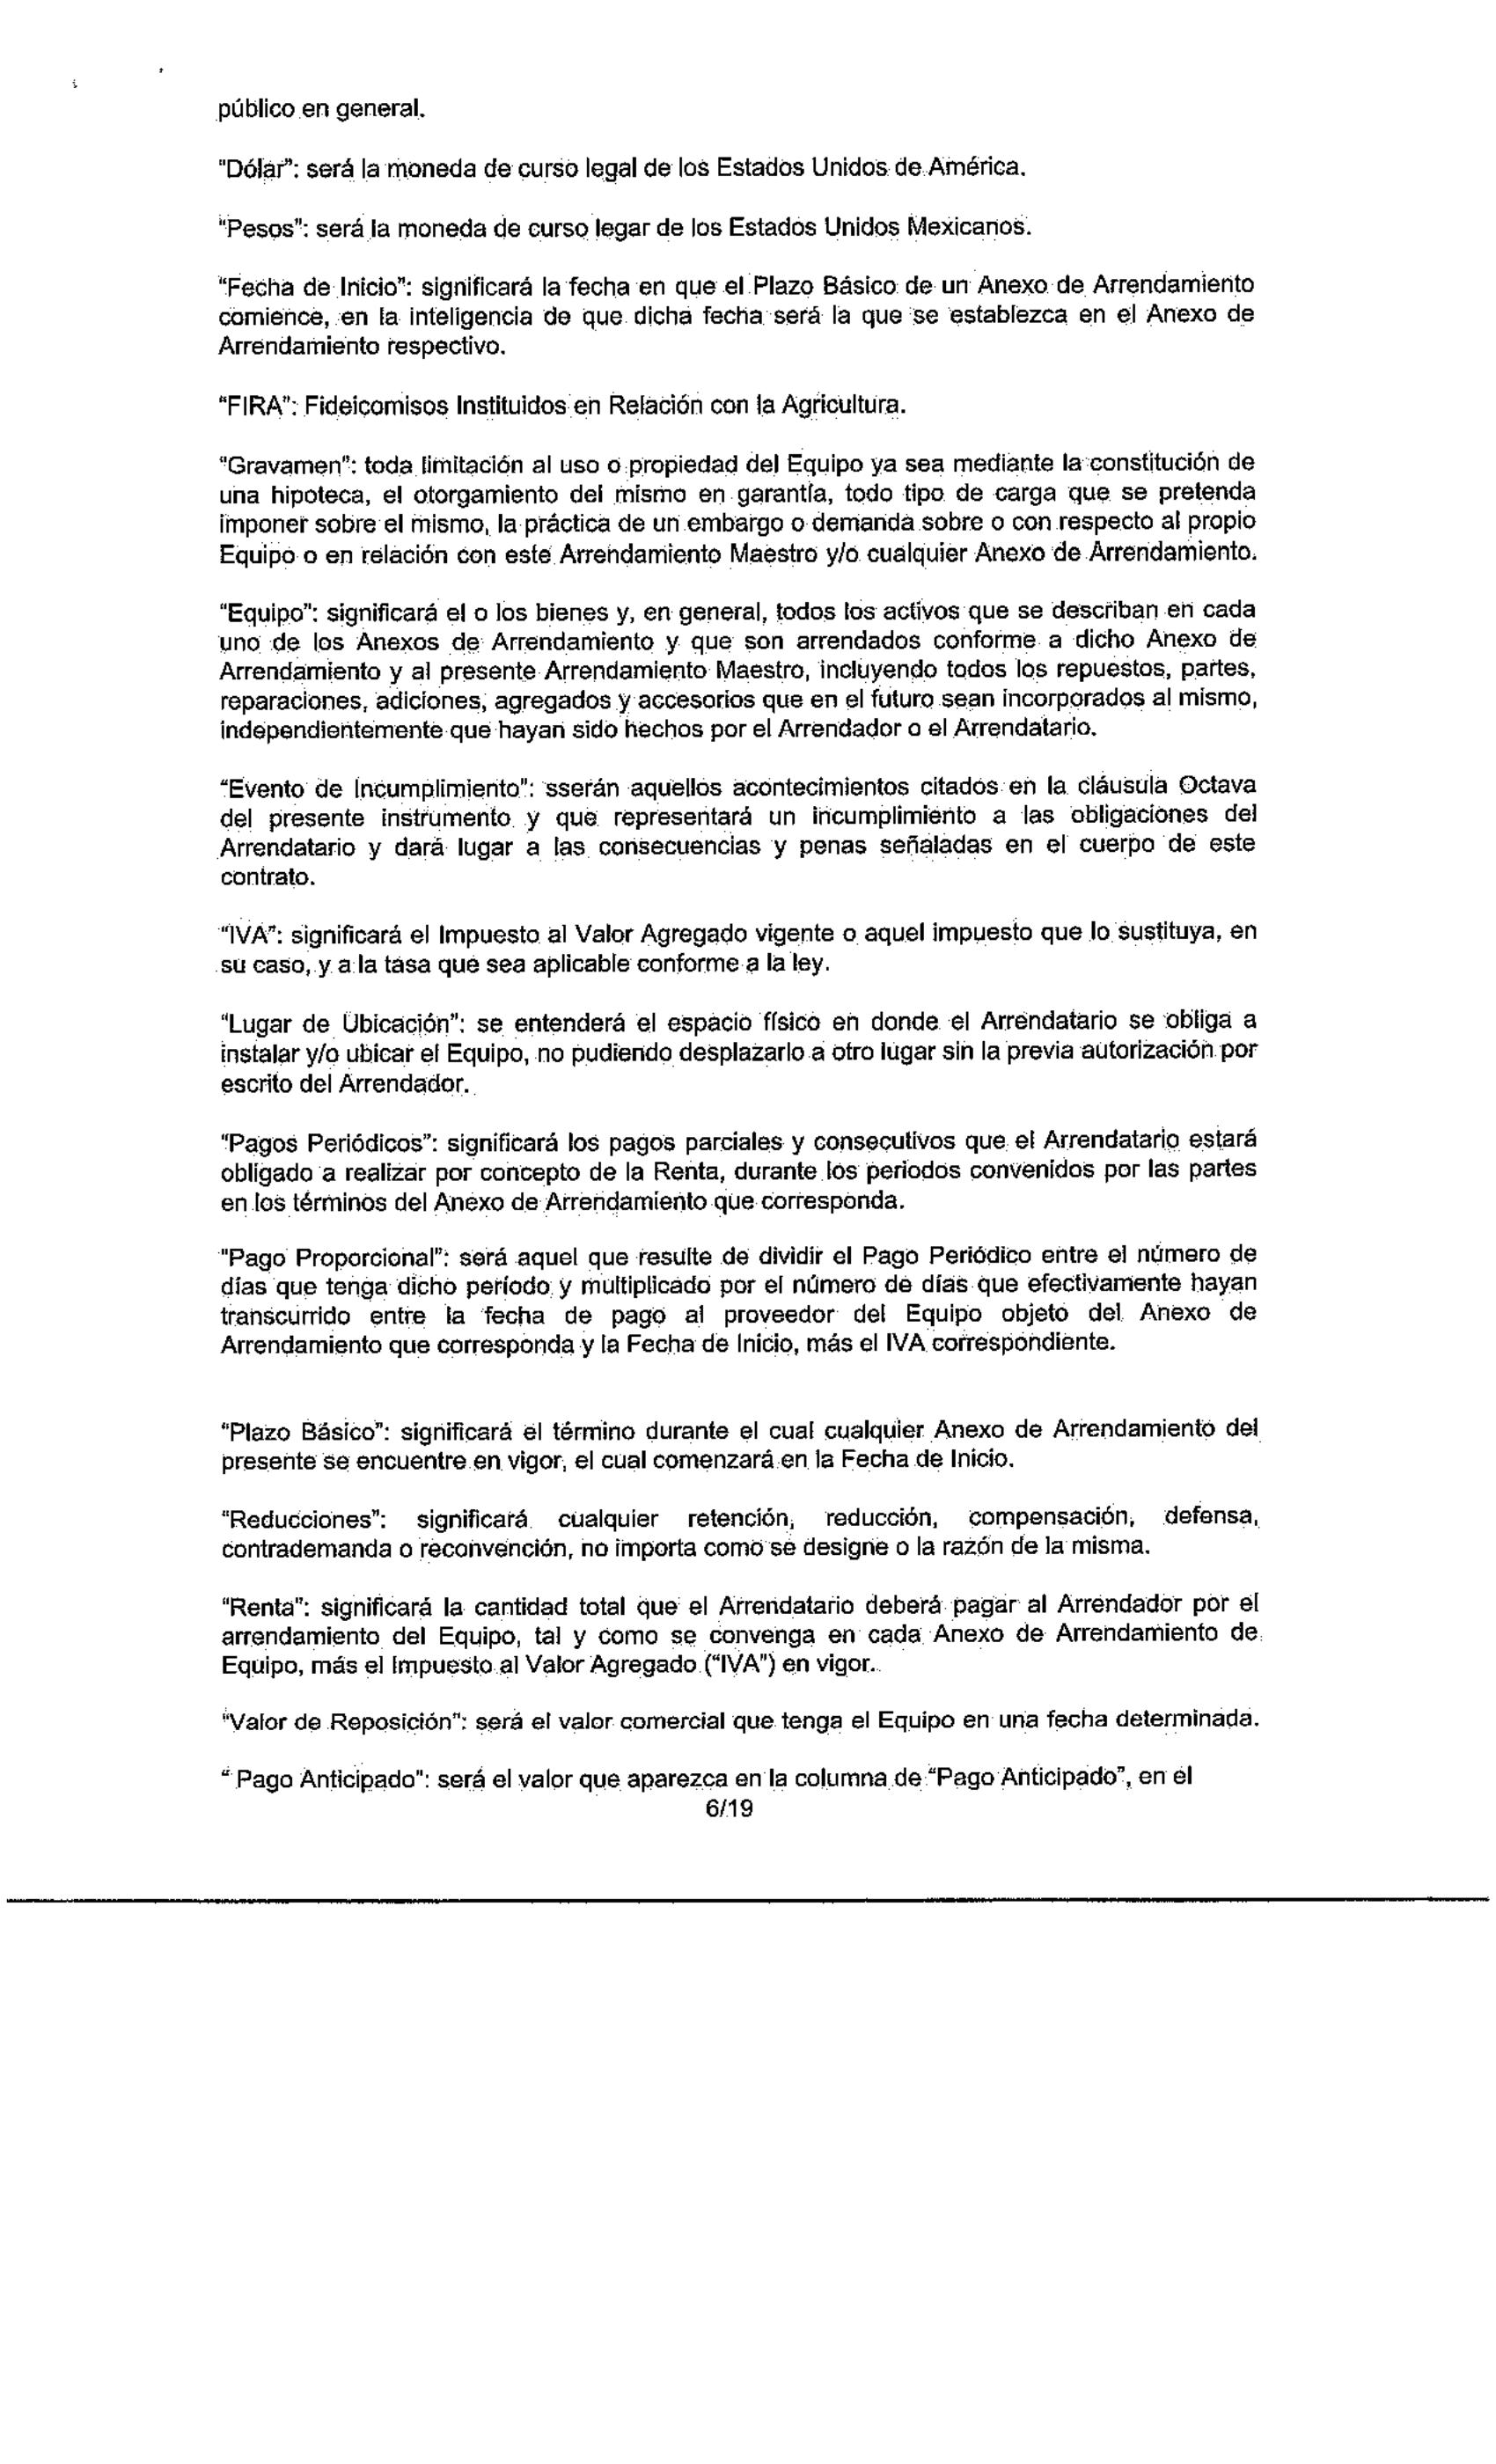 público en general.
"Dólar": será la moneda de curso legal de los Estados Unidos de América.
"Pesos": será la moneda de curso legar de los Estados Unidos Mexicanos.
"Fecha de Inicio": significará la fecha en que el Plazo Básico de un Anexo de Arrendamiento
comience, en la inteligencia de que dicha fecha será la que se establezca en el Anexo de
Arrendamiento respectivo.
"FIRA": Fideicomisos Instituidos en Relación con la Agricultura.
"Gravamen": toda limitación al uso o propiedad del Equipo ya sea mediante la constitución de
una hipoteca, el otorgamiento del mismo en garantía, todo tipo de carga que se pretenda
imponer sobre el mismo, la práctica de un embargo o demanda sobre o con respecto al propio
Equipo o en relación con este Arrendamiento Maestro y/o cualquier Anexo de Arrendamiento.
"Equipo": significará el o los bienes y, en general, todos los activos que se describan en cada
uno de los Anexos de Arrendamiento y que son arrendados conforme a dicho Anexo de
Arrendamiento y al presente Arrendamiento Maestro, incluyendo todos los repuestos, partes,
reparaciones, adiciones, agregados y accesorios que en el futuro sean incorporados al mismo,
independientemente que hayan sido hechos por el Arrendador o el Arrendatario.
"Evento de Incumplimiento": sserán aquellos acontecimientos citados en la cláusula Octava
del presente instrumento y que representará un incumplimiento a las obligaciones del
Arrendatario y dará lugar a las consecuencias y penas señaladas en el cuerpo de este
contrato.
"IVA": significará el Impuesto al Valor Agregado vigente o aquel impuesto que lo sustituya, en
su caso, y a la tasa que sea aplicable conforme a la ley.
"Lugar de Ubicación": se entenderá el espacio físico en donde el Arrendatario se obliga a
instalar y/o ubicar el Equipo, no pudiendo desplazarlo a otro lugar sin la previa autorización por
escrito del Arrendador.
"Pagos Periódicos": significará los pagos parciales y consecutivos que el Arrendatario estará
obligado a realizar por concepto de la Renta, durante los periodos convenidos por las partes
en los términos del Anexo de Arrendamiento que corresponda.
"Pago Proporcional": será aquel que resulte de dividir el Pago Periódico entre el número de
días que tenga dicho período y multiplicado por el número de días que efectivamente hayan
transcurrido entre la fecha de pago al proveedor del Equipo objeto del Anexo de
Arrendamiento que corresponda y la Fecha de Inicio, más el IVA correspondiente.
"Plazo Básico": significará el término durante el cual cualquier Anexo de Arrendamiento del
presente se encuentre en vigor, el cual comenzará en la Fecha de Inicio.
"Reducciones": significará cualquier retención, reducción, compensación, defensa,
contrademanda o reconvención, no importa como se designe o la razón de la misma.
"Renta": significará la cantidad total que el Arrendatario deberá pagar al Arrendador por el
arrendamiento del Equipo, tal y como se convenga en cada Anexo de Arrendamiento de
Equipo, más el Impuesto al Valor Agregado ("IVA") en vigor.
"Valor de Reposición": será el valor comercial que tenga el Equipo en una fecha determinada.
" Pago Anticipado": será el valor que aparezca en la columna de "Pago Anticipado", en el
6/19